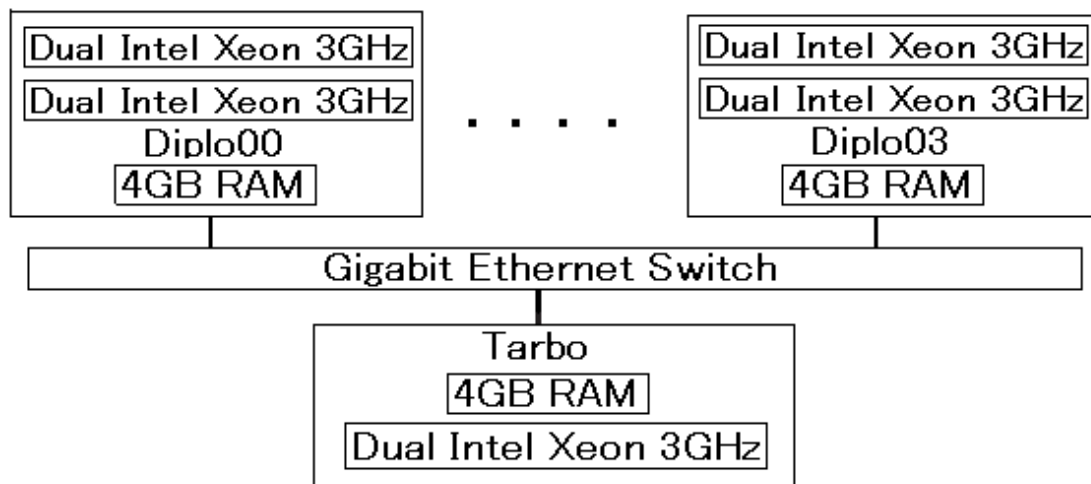 Dual Intel Xeon 3GHz
Dual Intel Xeon 3GHz
Diplo00
4GB RAM
. . . .
Dual Intel Xeon 3GHz
Dual Intel Xeon 3GHz
Diplo03
4GB RAM
Gigabit Ethernet Switch
Tarbo
4GB RAM
Dual Intel Xeon 3GHz